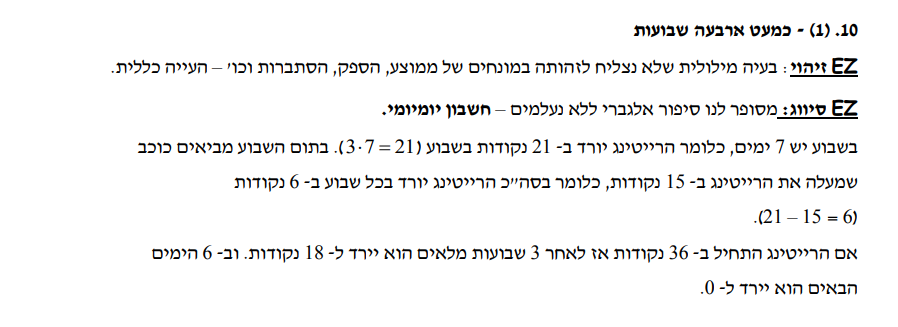 10. (1) - כמעט ארבעה שבועות
EZ זיהוי: בעיה מילולית שלא נצליח לזהותה במונחים של ממוצע, הספק, הסתברות וכו' – העייה כללית.
EZ סיווג: מסופר לנו סיפור אלגברי ללא נעלמים – חשבון יומיומי.
בשבוע יש 7 ימים, כלומר הרייטינג יורד ב- 21 נקודות בשבוע (3·7 = 21). בתום השבוע מביאים כוכב
שמעלה את הרייטינג ב- 15 נקודות, כלומר בסה"כ הרייטינג יורד בכל שבוע ב- 6 נקודות
(21 – 15 = 6).
אם הרייטינג התחיל ב- 36 נקודות אז לאחר 3 שבועות מלאים הוא יירד ל- 18 נקודות. וב- 6 הימים
הבאים הוא יירד ל- 0.